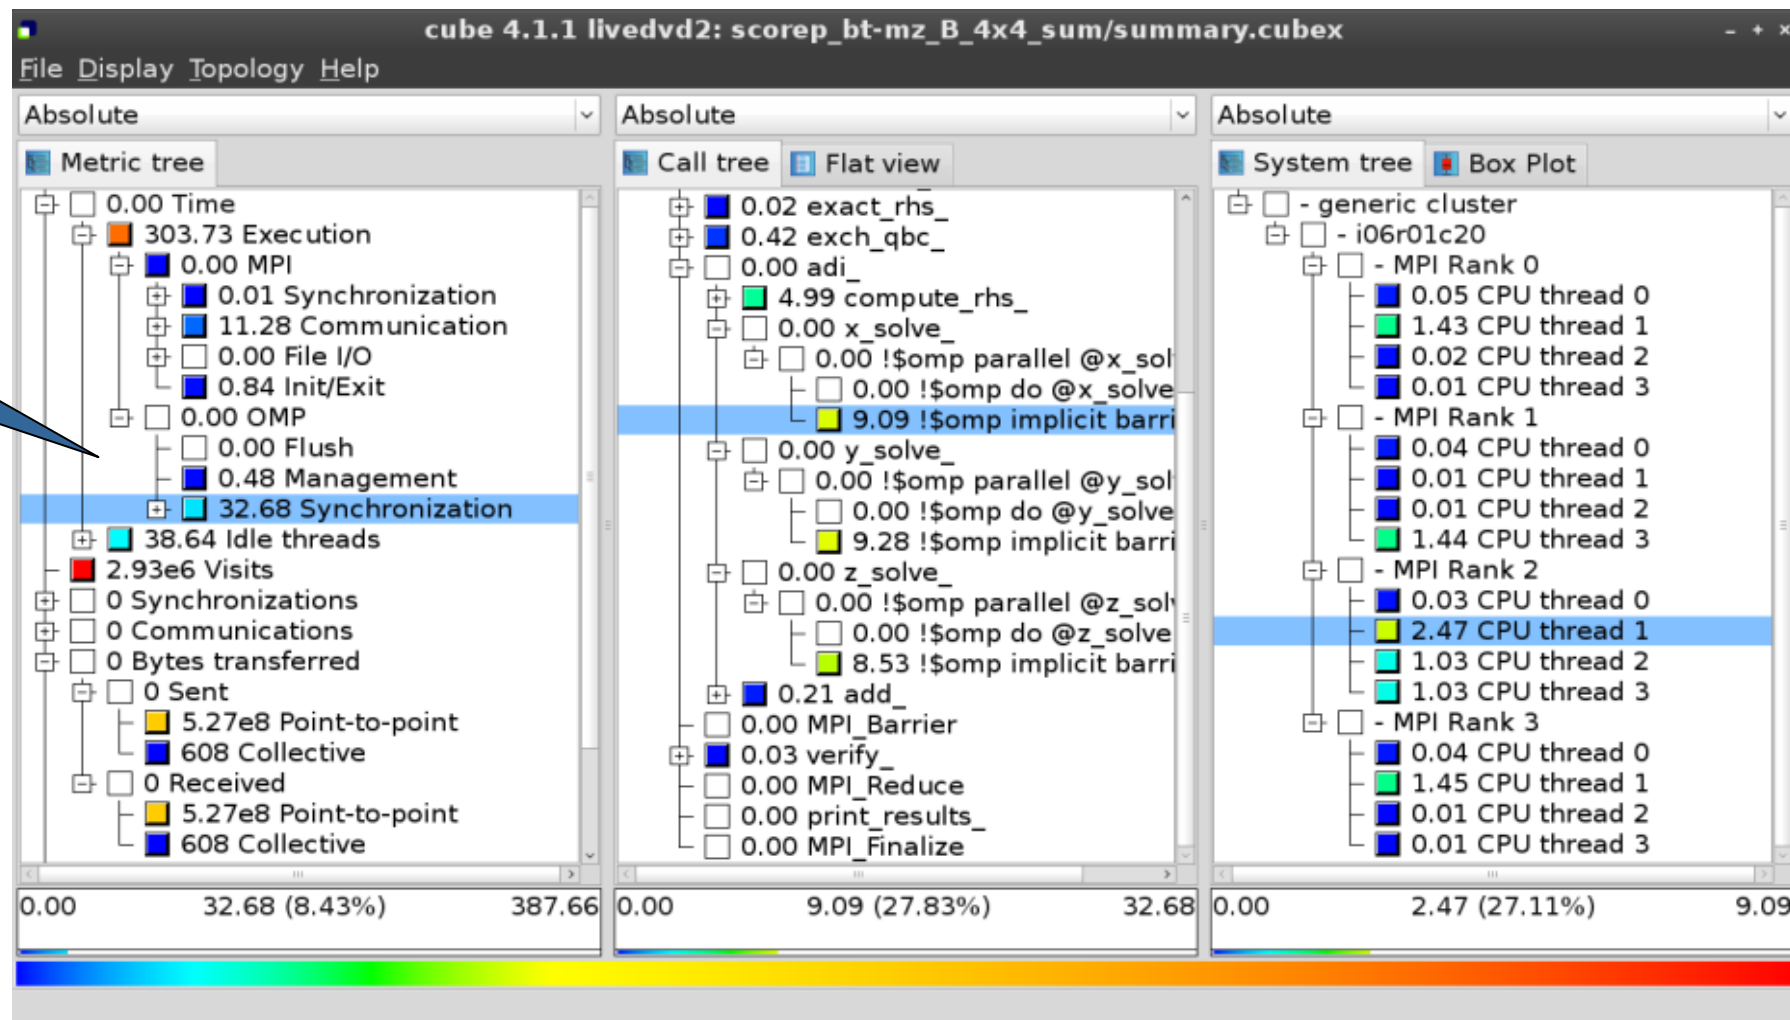 cube 4.1.1 livedvd2: scorep_bt-mz_B_4x4_sum/summary.cubex
File Display Topology Help
Absolute
Metric tree
0.00 Time
303.73 Execution
0.00 MPI
0.01 Synchronization
11.28 Communication
0.00 File I/O
0.84 Init/Exit
0.00 OMP
0.00 Flush
0.48 Management
32.68 Synchronization
38.64 Idle threads
2.93e6 Visits
0 Synchronizations
0 Communications
0 Bytes transferred
0 Sent
5.27e8 Point-to-point
608 Collective
0 Received
5.27e8 Point-to-point
608 Collective
0.00 32.68 (8.43%) 387.66
Absolute
Call tree Flat view
0.02 exact_rhs_
0.42 exch_qbc_
0.00 adi_
4.99 compute_rhs_
0.00 x_solve_
0.00 !$omp parallel @x_sol
0.00 !$omp do @x_solve
9.09 !$omp implicit barri
0.00 y_solve_
0.00 !$omp parallel @y_sol
0.00 !$omp do @y_solve
9.28 !$omp implicit barri
0.00 z_solve_
0.00 !$omp parallel @z_solv
0.00 !$omp do @z_solve
8.53 !$omp implicit barri
0.21 add_
0.00 MPI_Barrier
0.03 verify_
0.00 MPI_Reduce
0.00 print_results_
0.00 MPI_Finalize
0.00 9.09 (27.83%) 32.68
Absolute
System tree Box Plot
- generic cluster
- i06r01c20
- MPI Rank 0
0.05 CPU thread 0
1.43 CPU thread 1
0.02 CPU thread 2
0.01 CPU thread 3
- MPI Rank 1
0.04 CPU thread 0
0.01 CPU thread 1
0.01 CPU thread 2
1.44 CPU thread 3
- MPI Rank 2
0.03 CPU thread 0
2.47 CPU thread 1
1.03 CPU thread 2
1.03 CPU thread 3
- MPI Rank 3
0.04 CPU thread 0
1.45 CPU thread 1
0.01 CPU thread 2
0.01 CPU thread 3
0.00 2.47 (27.11%) 9.09